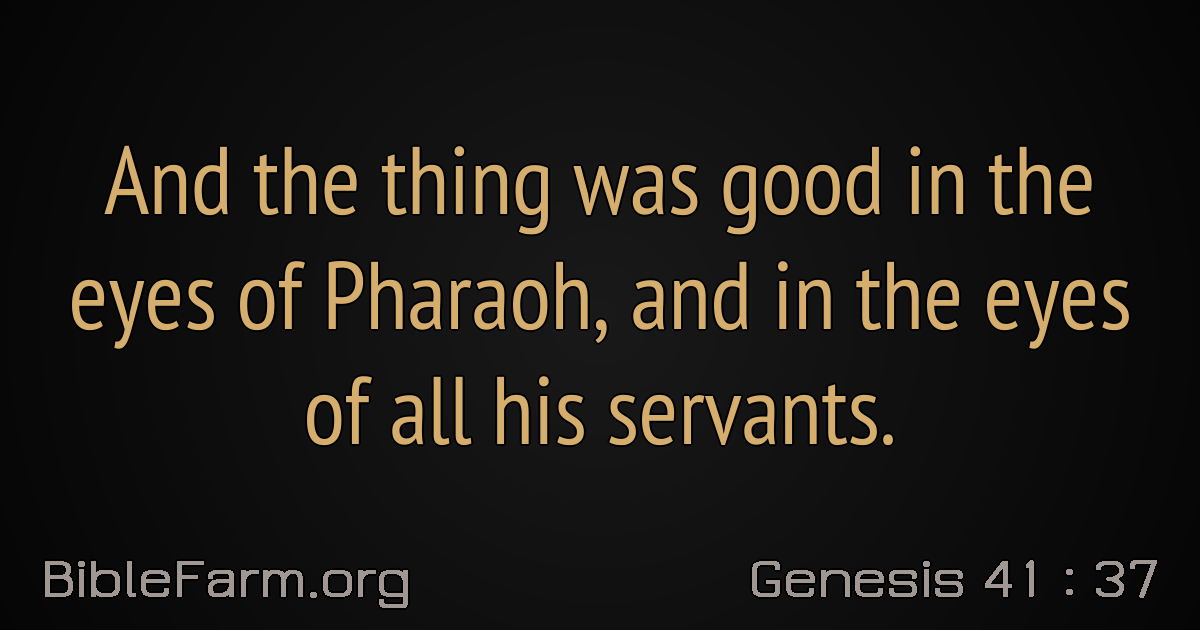 And the thing was good in the
eyes of Pharaoh, and in the eyes
of all his servants.
BibleFarm.org
Genesis 41 : 37